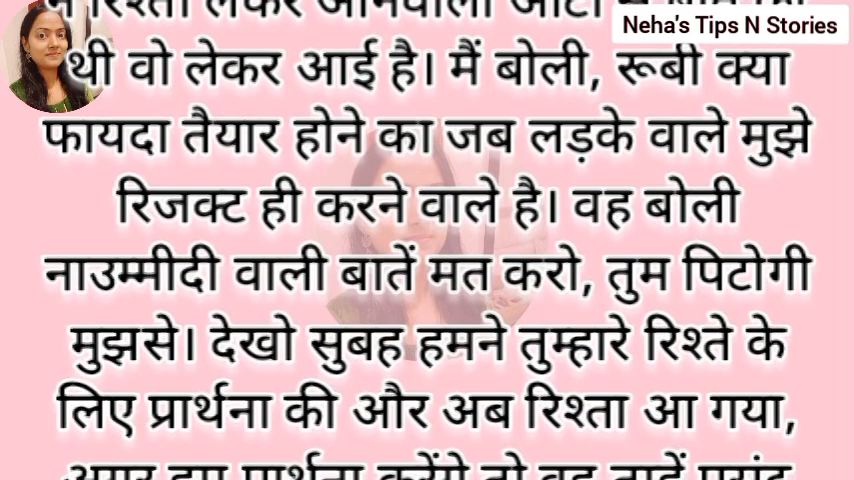 Neha's Tips N Stories
थी वो लेकर आई है। मैं बोली, रूबी क्या
फायदा तैयार होने का जब लड़के वाले मुझे
रिजक्ट ही करने वाले है। वह बोली
नाउम्मीदी वाली बातें मत करो, तुम पिटोगी
मुझसे। देखो सुबह हमने तुम्हारे रिश्ते के
लिए प्रार्थना की और अब रिश्ता आ गया,